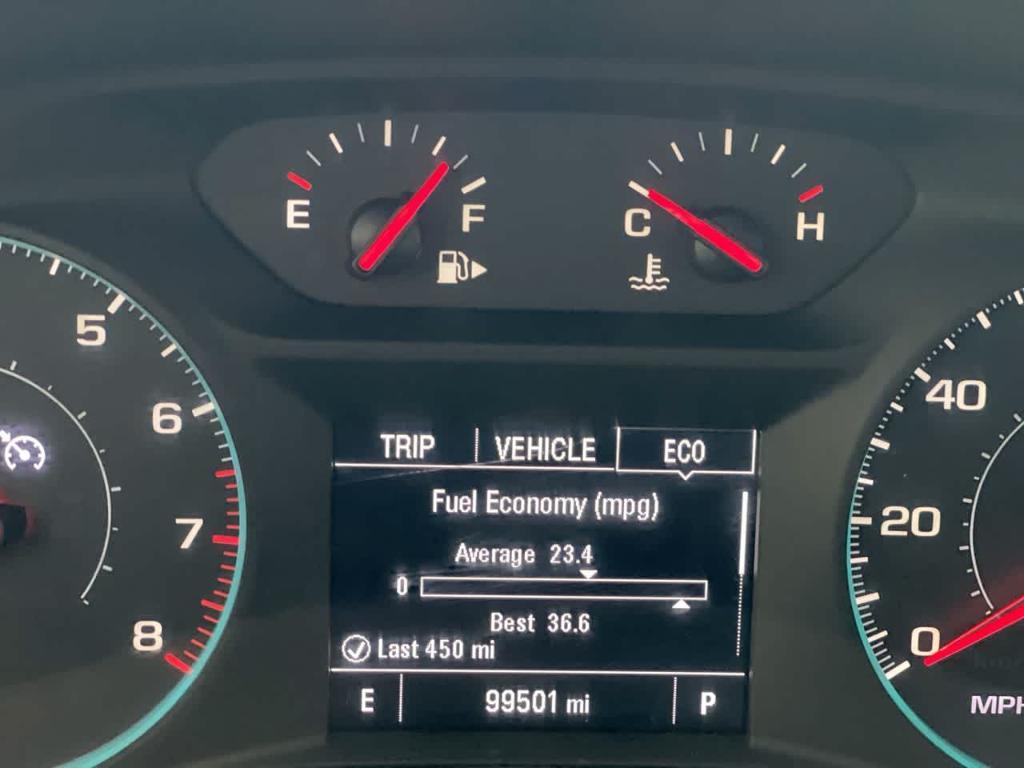 E
F
C
H
5
6
7
8
TRIP VEHICLE ECO
Fuel Economy (mpg)
Average 23.4
0
Best 36.6
Last 450 mi
E 99501 mi P
40
20
0